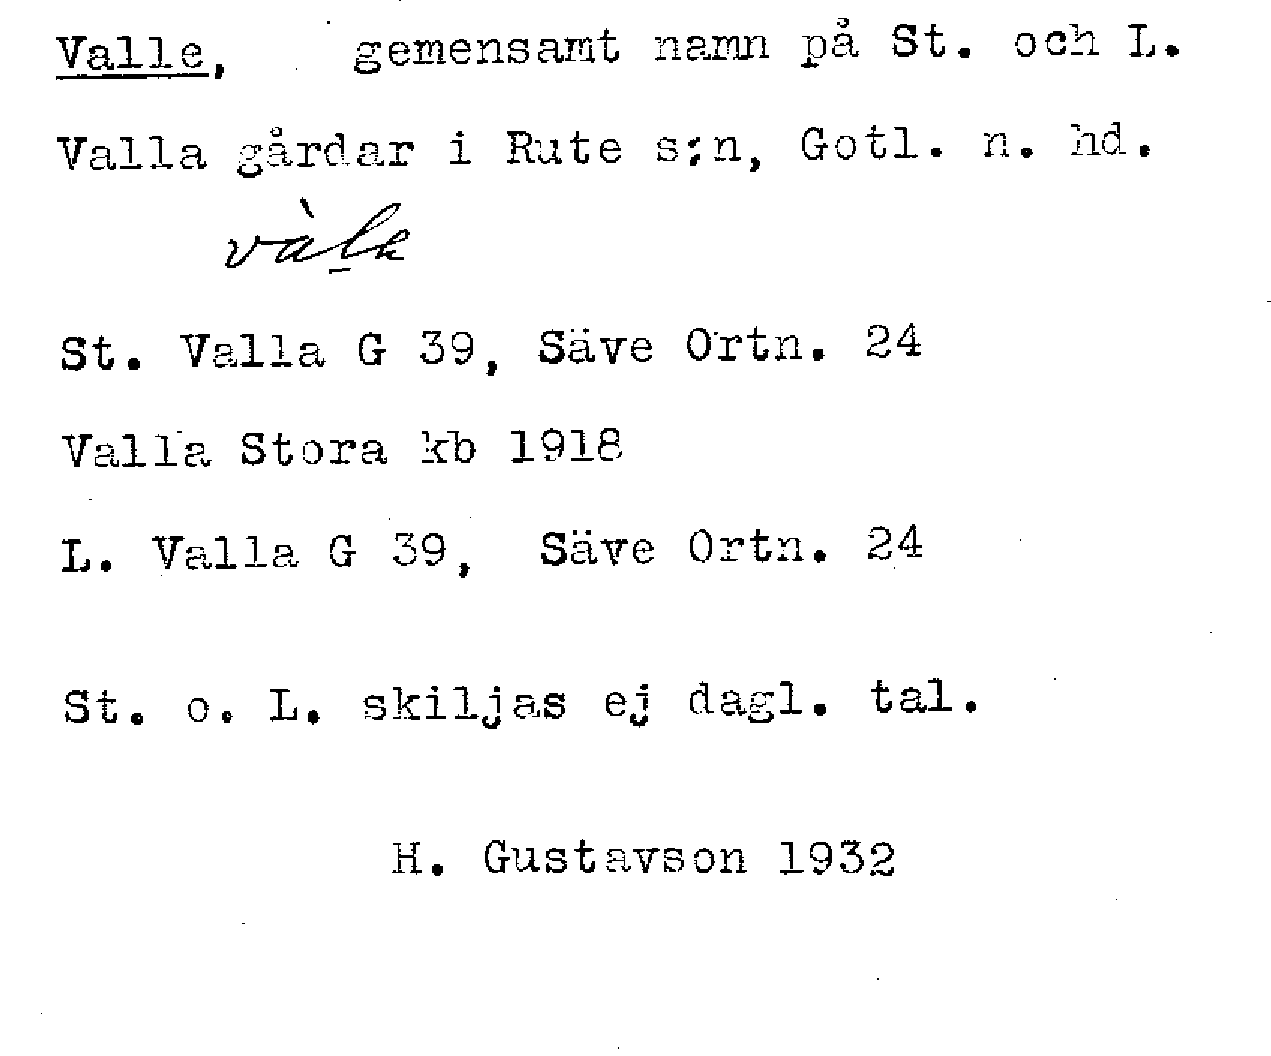 Valle, gemensamt namn på St. och L.
Valla gårdar i Rute s:n, Gotl. n. hd.
St. Valla G 39, Säve Ortn. 24
Valla Stora kb 1918
L. Valla G 39, Säve Ortn. 24
St. o. L. skiljas ej dagl. tal.
H. Gustavson 1932